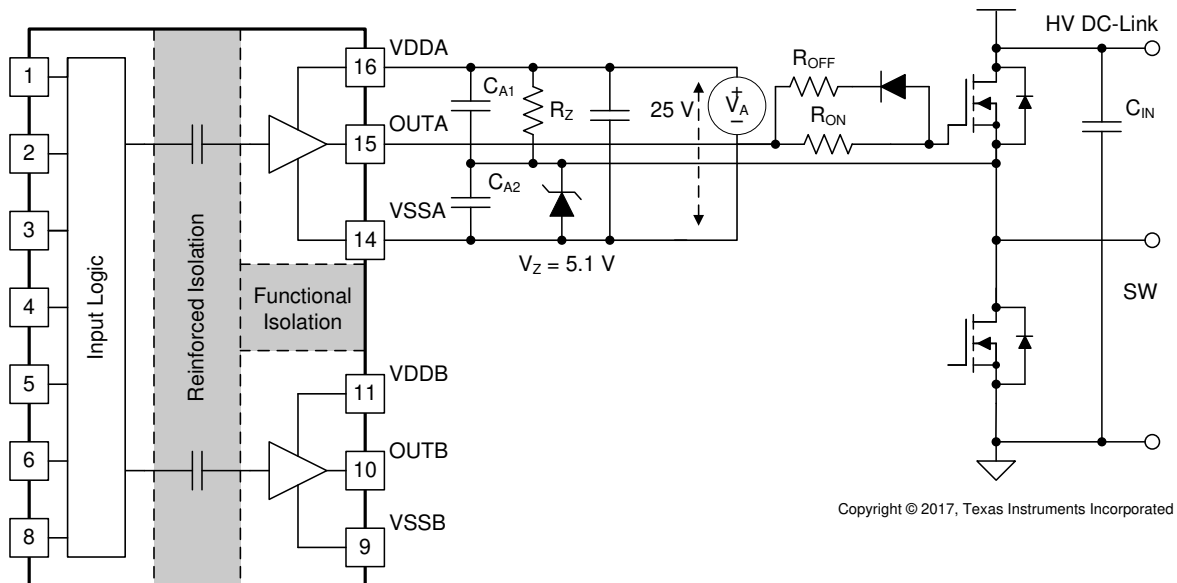 1
2
3
4
5
6
8
Input Logic
Reinforced Isolation
Functional
Isolation
VDDA
16
OUTA
15
VSSA
14
VDDB
11
OUTB
10
VSSB
9
C_A1
C_A2
R_Z
V_Z = 5.1 V
25 V
+
V_A
−
R_OFF
R_ON
HV DC-Link
C_IN
SW
Copyright © 2017, Texas Instruments Incorporated